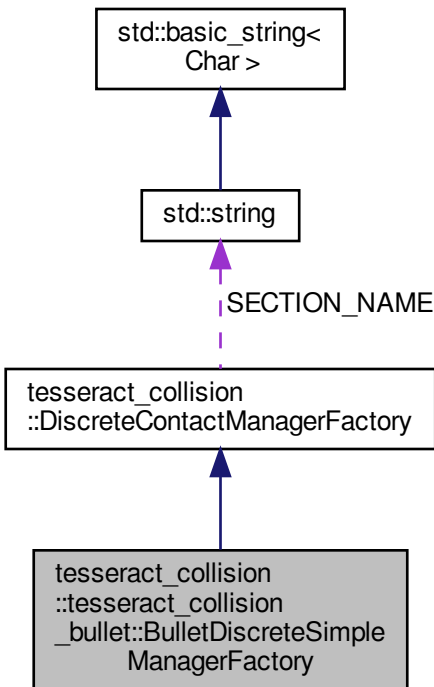 std::basic_string<
Char >
std::string
SECTION_NAME
tesseract_collision
::DiscreteContactManagerFactory
tesseract_collision
::tesseract_collision
_bullet::BulletDiscreteSimple
ManagerFactory